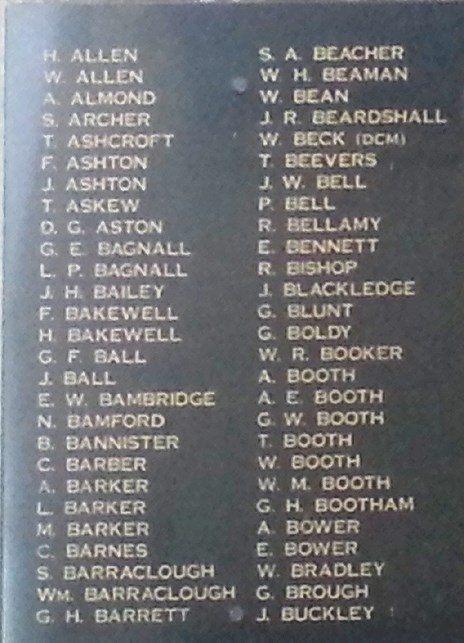 H. ALLEN
W. ALLEN
A. ALMOND
S. ARCHER
T. ASHCROFT
F. ASHTON
J. ASHTON
T. ASKEW
D. G. ASTON
G. E. BAGNALL
L. P. BAGNALL
J. H. BAILEY
F. BAKEWELL
H. BAKEWELL
G. F. BALL
J. BALL
E. W. BAMBRIDGE
N. BAMFORD
B. BANNISTER
C. BARBER
A. BARKER
L. BARKER
M. BARKER
C. BARNES
S. BARRACLOUGH
WM. BARRACLOUGH
G. H. BARRETT
S. A. BEACHER
W. H. BEAMAN
W. BEAN
J. R. BEARDSHALL
W. BECK (DCM)
T. BEEVERS
J. W. BELL
P. BELL
R. BELLAMY
E. BENNETT
R. BISHOP
J. BLACKLEDGE
G. BLUNT
G. BOLDY
W. R. BOOKER
A. BOOTH
A. E. BOOTH
G. W. BOOTH
T. BOOTH
W. BOOTH
W. M. BOOTH
G. H. BOOTHAM
A. BOWER
E. BOWER
W. BRADLEY
G. BROUGH
J. BUCKLEY